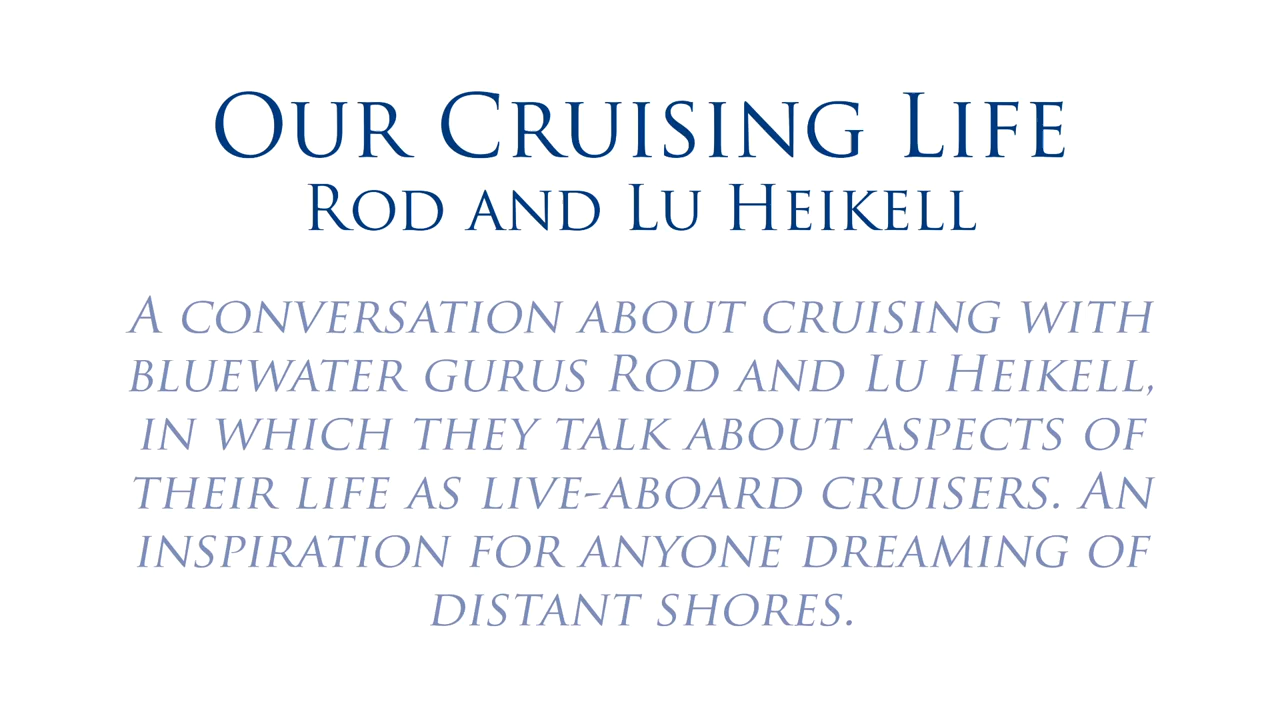 Our Cruising Life
Rod and Lu Heikell
A conversation about cruising with
bluewater gurus Rod and Lu Heikell,
in which they talk about aspects of
their life as live-aboard cruisers. An
inspiration for anyone dreaming of
distant shores.